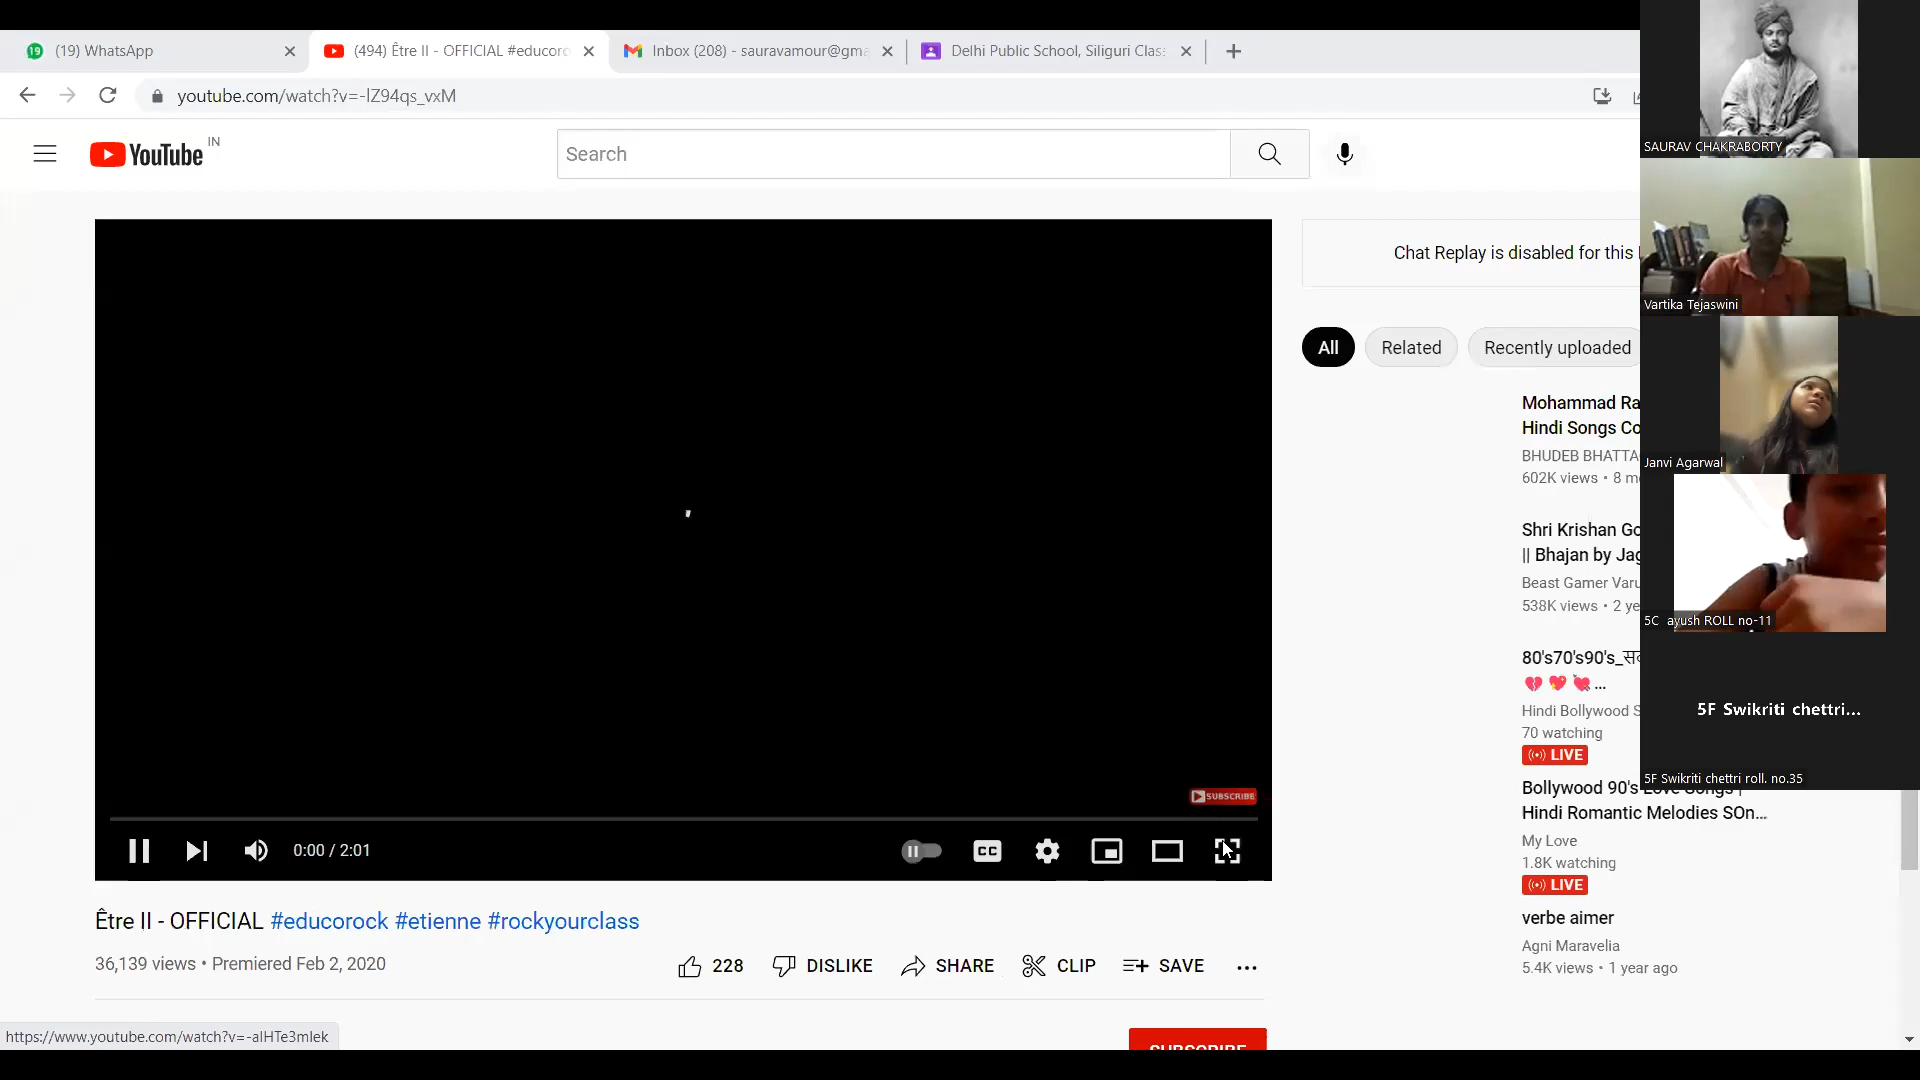 (19) WhatsApp
(494) Être II - OFFICIAL #educoro
Inbox (208) - sauravamour@gma
Delhi Public School, Siliguri Clas
youtube.com/watch?v=-lZ94qs_vxM
YouTube IN
Search
Chat Replay is disabled for this
All
Related
Recently uploaded
Mohammad Ra
Hindi Songs Co
BHUDEB BHATTA
602K views • 8 m
Shri Krishan Go
|| Bhajan by Jag
Beast Gamer Varu
538K views • 2 ye
80's70's90's_स
💔 💖 💘 ...
Hindi Bollywood S
70 watching
LIVE
Bollywood 90's Love Songs |
Hindi Romantic Melodies SOn...
My Love
1.8K watching
LIVE
verbe aimer
Agni Maravelia
5.4K views • 1 year ago
SUBSCRIBE
0:00 / 2:01
CC
Être II - OFFICIAL #educorock #etienne #rockyourclass
36,139 views • Premiered Feb 2, 2020
228
DISLIKE
SHARE
CLIP
SAVE
SUBSCRIBE
https://www.youtube.com/watch?v=-alHTe3mlek
SAURAV CHAKRABORTY
Vartika Tejaswini
Janvi Agarwal
5C ayush ROLL no-11
5F Swikriti chettri...
5F Swikriti chettri roll. no.35